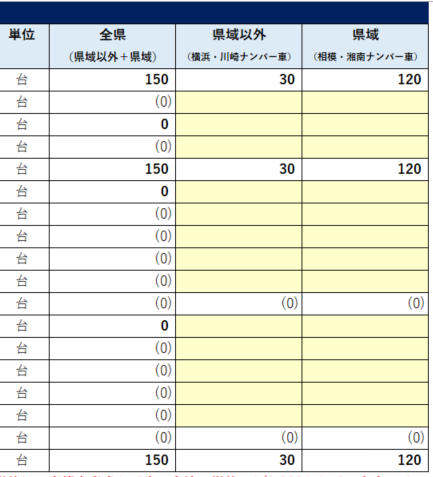 単位 全県 県域以外 県域
（県域以外＋県域） （横浜・川崎ナンバー車） （相模・湘南ナンバー車）
台 150 30 120
台 (0)
台 0
台 (0)
台 150 30 120
台 0
台 (0)
台 (0)
台 (0)
台 (0)
台 (0) (0) (0)
台 0
台 (0)
台 (0)
台 (0)
台 (0)
台 (0) (0) (0)
台 150 30 120